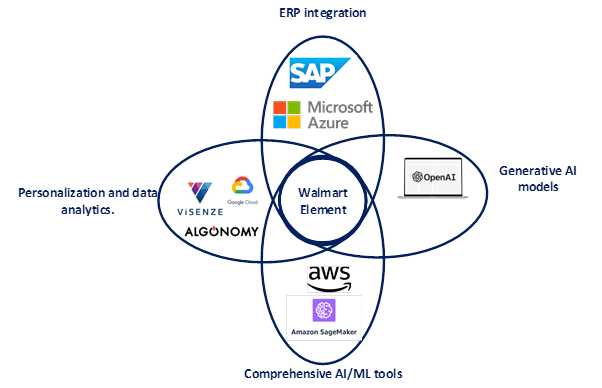 ERP integration
SAP
Microsoft
Azure
Generative AI
models
OpenAI
Personalization and data
analytics.
ViSENZE
Google Cloud
ALGONOMY
Walmart
Element
aws
Amazon SageMaker
Comprehensive AI/ML tools